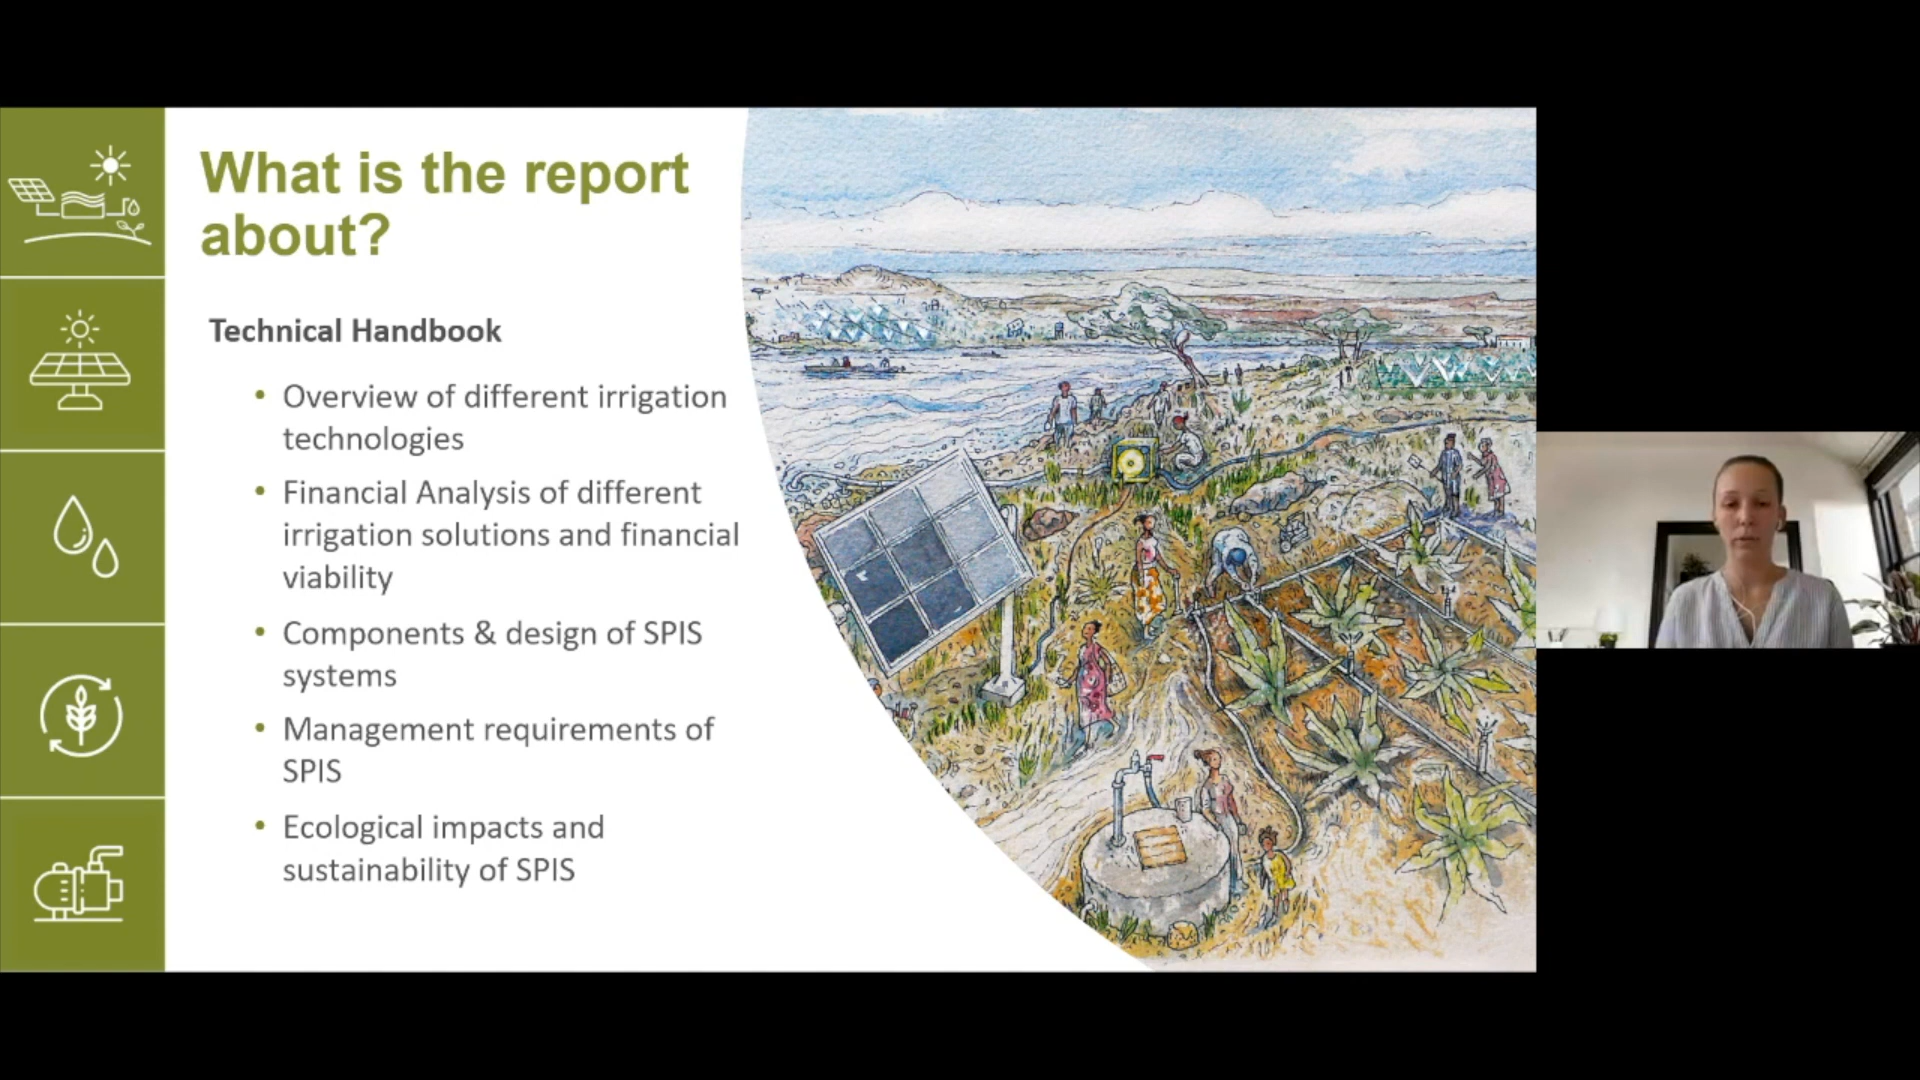 What is the report
about?
Technical Handbook
• Overview of different irrigation
technologies
• Financial Analysis of different
irrigation solutions and financial
viability
• Components & design of SPIS
systems
• Management requirements of
SPIS
• Ecological impacts and
sustainability of SPIS